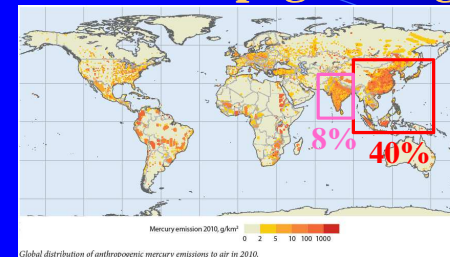 8%
40%
Mercury emission 2010, g/km²
0 2 5 10 100 1000
Global distribution of anthropogenic mercury emissions to air in 2010.